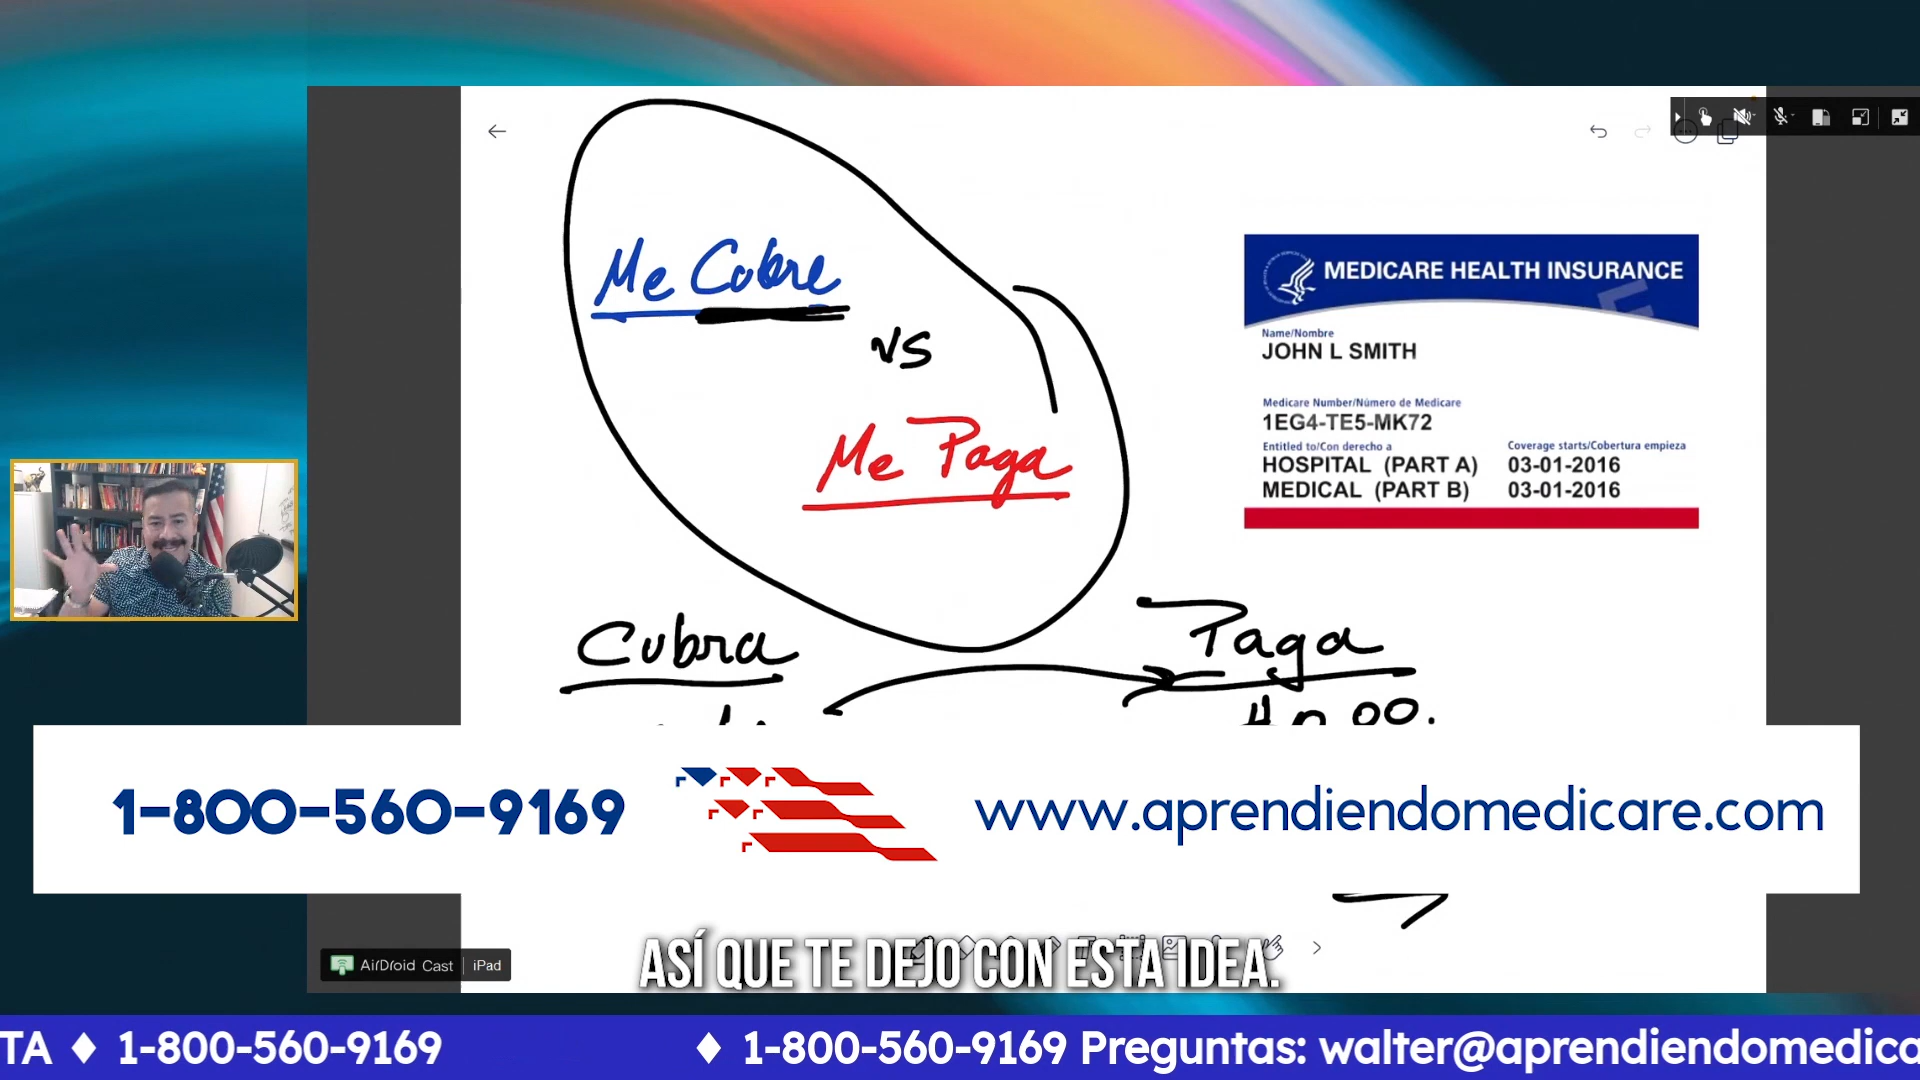 Me Cubre
vs
Me Paga
MEDICARE HEALTH INSURANCE
Name/Nombre
JOHN L SMITH
Medicare Number/Número de Medicare
1EG4-TE5-MK72
Entitled to/Con derecho a
Coverage starts/Cobertura empieza
HOSPITAL (PART A) 03-01-2016
MEDICAL (PART B) 03-01-2016
Cubra
Paga
1-800-560-9169
www.aprendiendomedicare.com
AirDroid Cast iPad
ASÍ QUE TE DEJO CON ESTA IDEA.
TA ♦ 1-800-560-9169 ♦ 1-800-560-9169 Preguntas: walter@aprendiendomedica